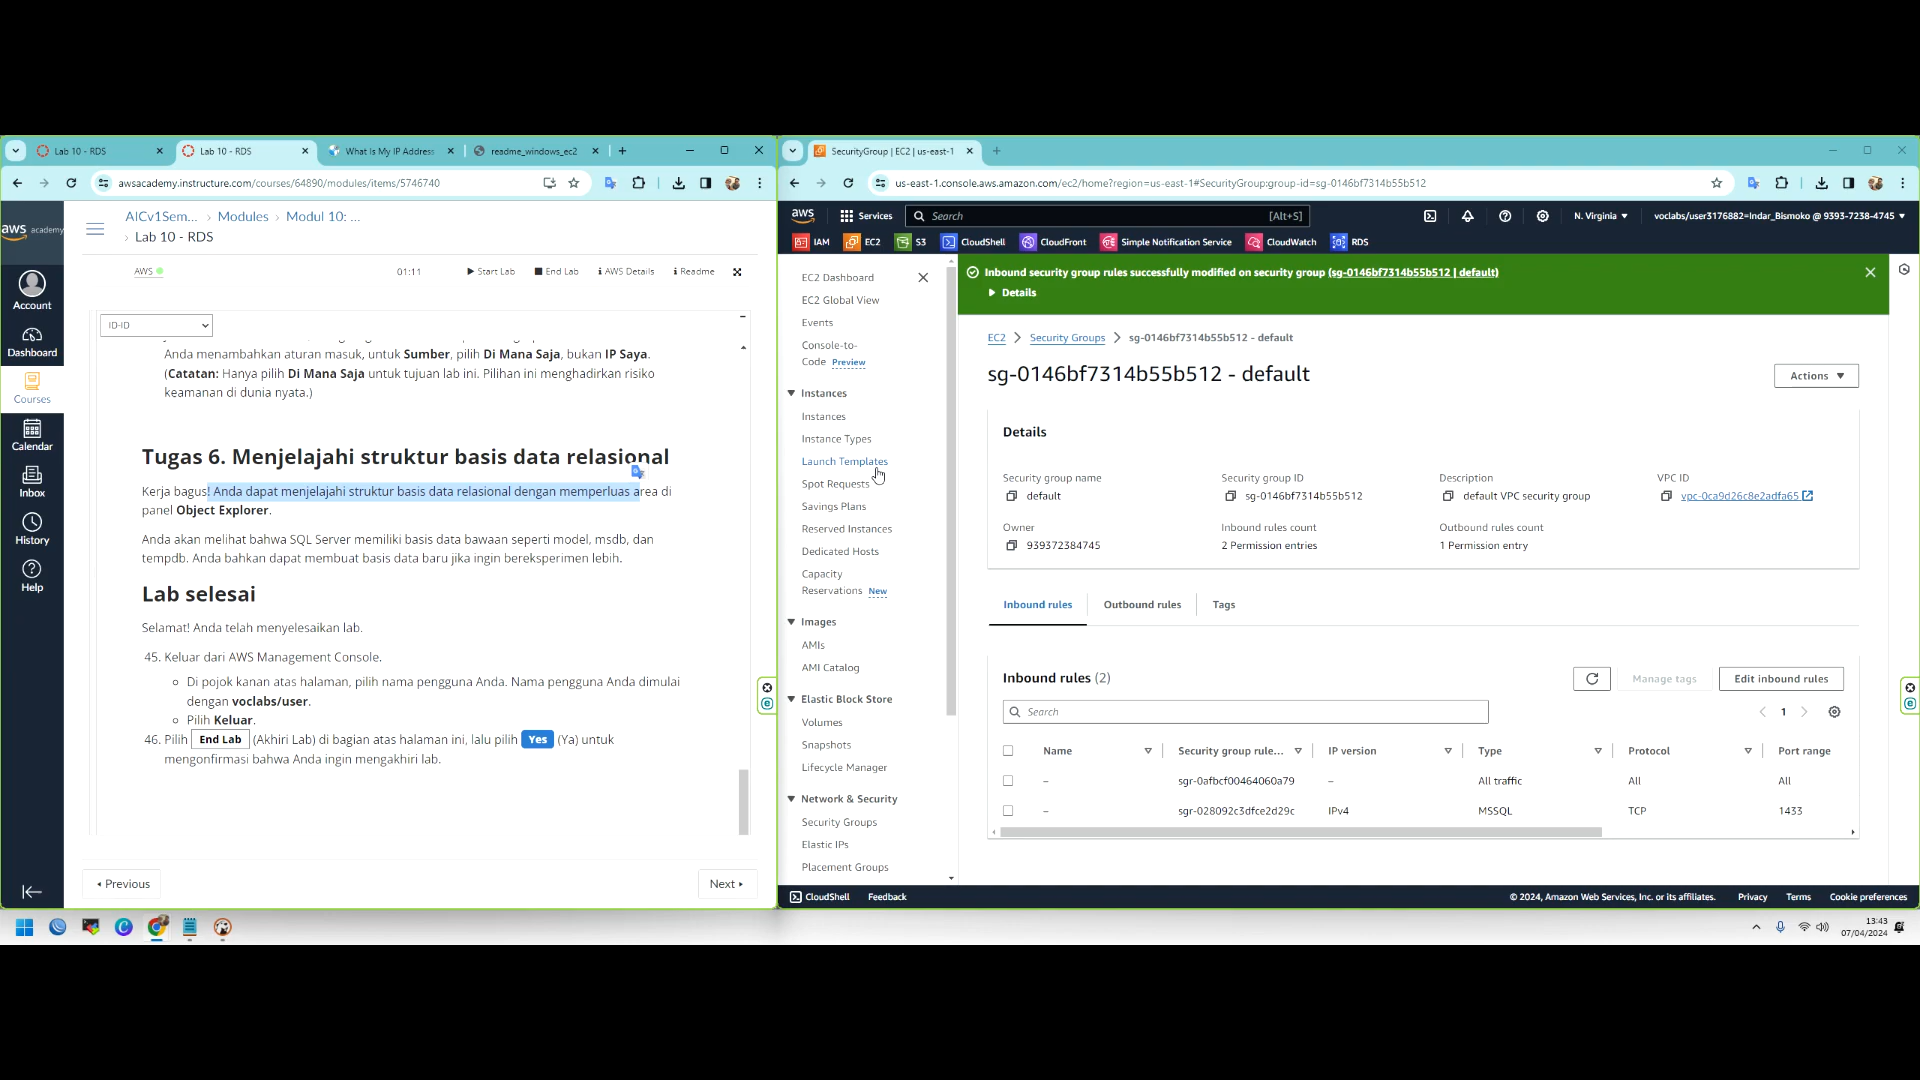 Lab 10 - RDS
Lab 10 - RDS
What Is My IP Address
readme_windows_ec2
awsacademy.instructure.com/courses/64890/modules/items/5746740
aws academy
Account
Dashboard
Courses
Calendar
Inbox
History
Help
AICv1Sem... › Modules › Modul 10: ...
› Lab 10 - RDS
AWS
01:11
Start Lab
End Lab
AWS Details
Readme
ID-ID
Anda menambahkan aturan masuk, untuk Sumber, pilih Di Mana Saja, bukan IP Saya.
(Catatan: Hanya pilih Di Mana Saja untuk tujuan lab ini. Pilihan ini menghadirkan risiko
keamanan di dunia nyata.)
Tugas 6. Menjelajahi struktur basis data relasional
Kerja bagus! Anda dapat menjelajahi struktur basis data relasional dengan memperluas area di
panel Object Explorer.
Anda akan melihat bahwa SQL Server memiliki basis data bawaan seperti model, msdb, dan
tempdb. Anda bahkan dapat membuat basis data baru jika ingin bereksperimen lebih.
Lab selesai
Selamat! Anda telah menyelesaikan lab.
45. Keluar dari AWS Management Console.
Di pojok kanan atas halaman, pilih nama pengguna Anda. Nama pengguna Anda dimulai
dengan voclabs/user.
Pilih Keluar.
46. Pilih End Lab (Akhiri Lab) di bagian atas halaman ini, lalu pilih Yes (Ya) untuk
mengonfirmasi bahwa Anda ingin mengakhiri lab.
Previous
Next
SecurityGroup | EC2 | us-east-1
us-east-1.console.aws.amazon.com/ec2/home?region=us-east-1#SecurityGroup:group-id=sg-0146bf7314b55b512
aws
Services
Search
[Alt+S]
N. Virginia
voclabs/user3176882=Indar_Bismoko @ 9393-7238-4745
IAM
EC2
S3
CloudShell
CloudFront
Simple Notification Service
CloudWatch
RDS
EC2 Dashboard
EC2 Global View
Events
Console-to-
Code Preview
Instances
Instances
Instance Types
Launch Templates
Spot Requests
Savings Plans
Reserved Instances
Dedicated Hosts
Capacity
Reservations New
Images
AMIs
AMI Catalog
Elastic Block Store
Volumes
Snapshots
Lifecycle Manager
Network & Security
Security Groups
Elastic IPs
Placement Groups
Inbound security group rules successfully modified on security group (sg-0146bf7314b55b512 | default)
Details
EC2 > Security Groups > sg-0146bf7314b55b512 - default
sg-0146bf7314b55b512 - default
Actions
Details
Security group name
default
Security group ID
sg-0146bf7314b55b512
Description
default VPC security group
VPC ID
vpc-0ca9d26c8e2adfa65
Owner
939372384745
Inbound rules count
2 Permission entries
Outbound rules count
1 Permission entry
Inbound rules
Outbound rules
Tags
Inbound rules (2)
Manage tags
Edit inbound rules
Search
1
Name
Security group rule...
IP version
Type
Protocol
Port range
– sgr-0afbcf00464060a79 – All traffic All All
– sgr-028092c3dfce2d29c IPv4 MSSQL TCP 1433
CloudShell
Feedback
© 2024, Amazon Web Services, Inc. or its affiliates.
Privacy
Terms
Cookie preferences
13:43
07/04/2024